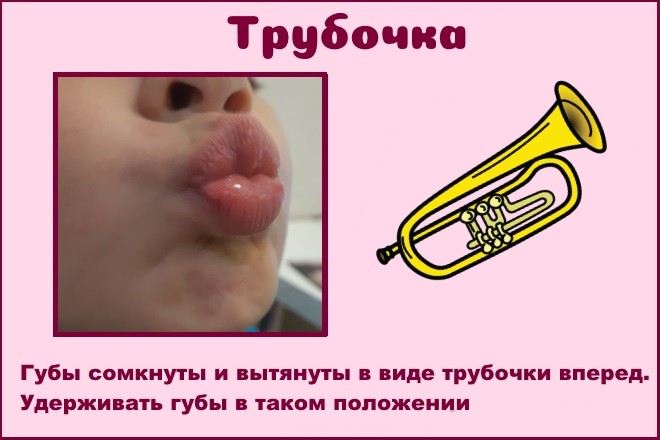 Трубочка
Губы сомкнуты и вытянуты в виде трубочки вперед.
Удерживать губы в таком положении